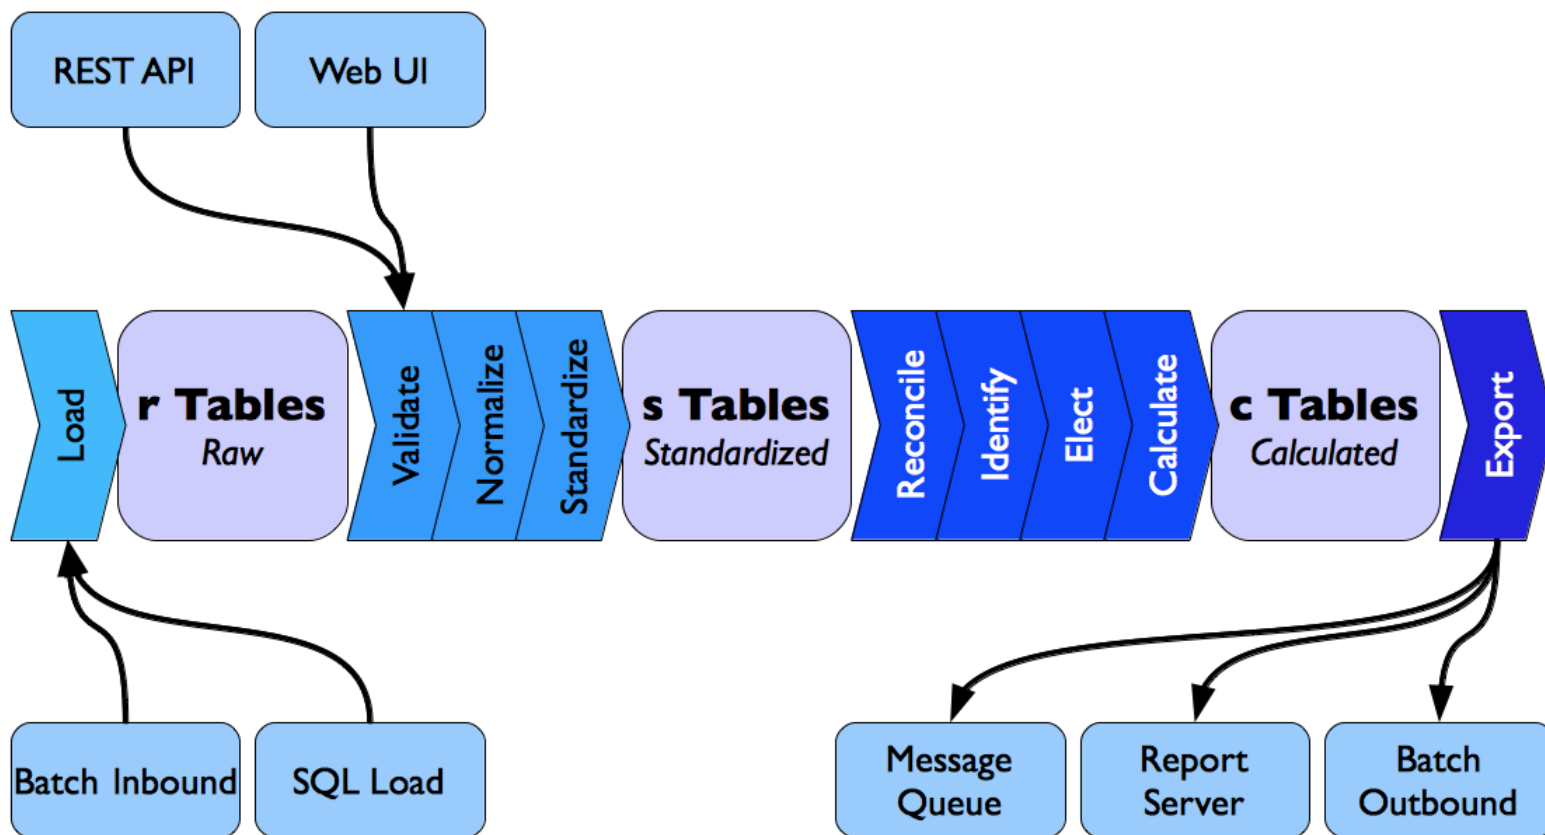 REST API
Web UI
Load
r Tables
Raw
Validate
Normalize
Standardize
s Tables
Standardized
Reconcile
Identify
Elect
Calculate
c Tables
Calculated
Export
Batch Inbound
SQL Load
Message
Queue
Report
Server
Batch
Outbound